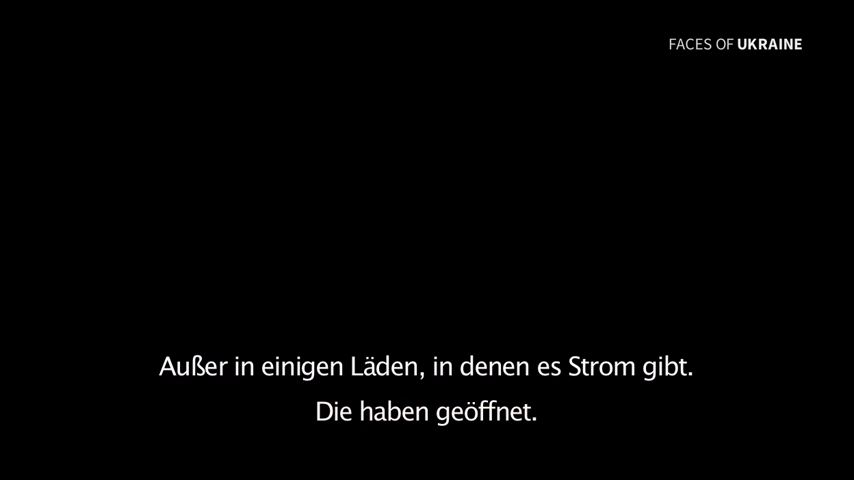 FACES OF UKRAINE
Außer in einigen Läden, in denen es Strom gibt.
Die haben geöffnet.